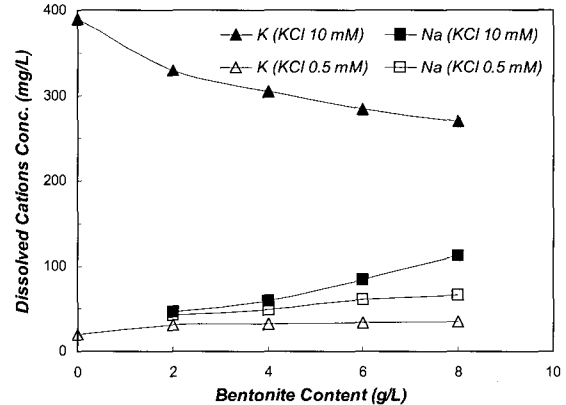 400
300
200
100
0
Dissolved Cations Conc. (mg/L)
K (KCl 10 mM) Na (KCl 10 mM)
K (KCl 0.5 mM) Na (KCl 0.5 mM)
0 2 4 6 8 10
Bentonite Content (g/L)